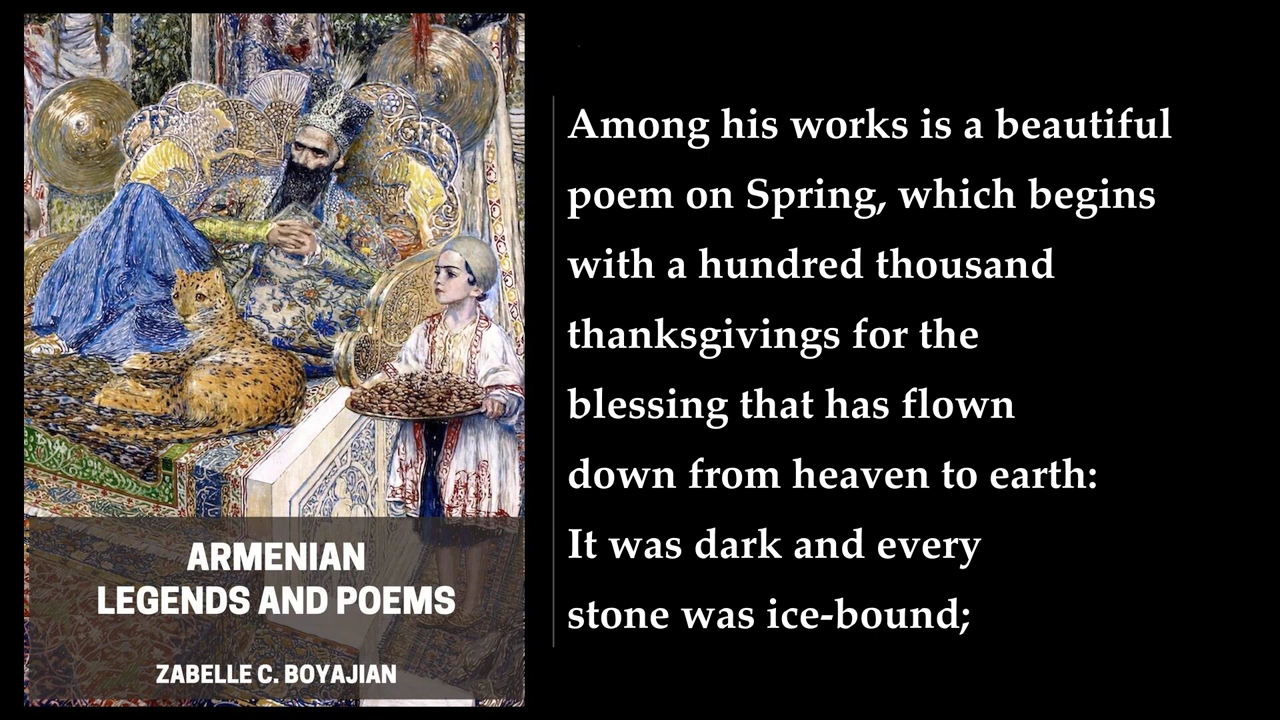 ARMENIAN
LEGENDS AND POEMS
ZABELLE C. BOYAJIAN
Among his works is a beautiful
poem on Spring, which begins
with a hundred thousand
thanksgivings for the
blessing that has flown
down from heaven to earth:
It was dark and every
stone was ice-bound;